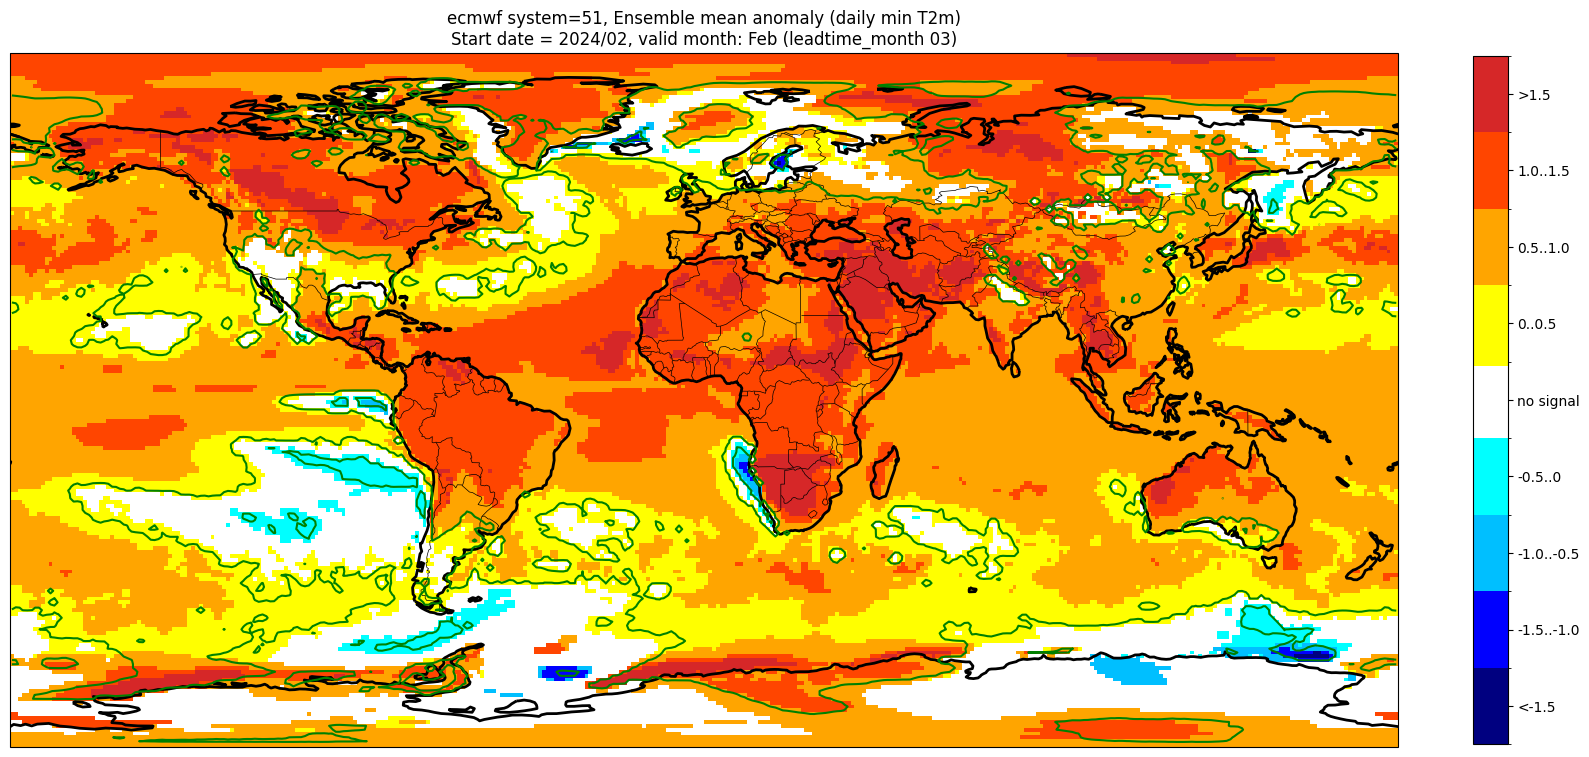 ecmwf system=51, Ensemble mean anomaly (daily min T2m)
Start date = 2024/02, valid month: Feb (leadtime_month 03)
>1.5
1.0..1.5
0.5..1.0
0..0.5
no signal
-0.5..0
-1.0..-0.5
-1.5..-1.0
<-1.5